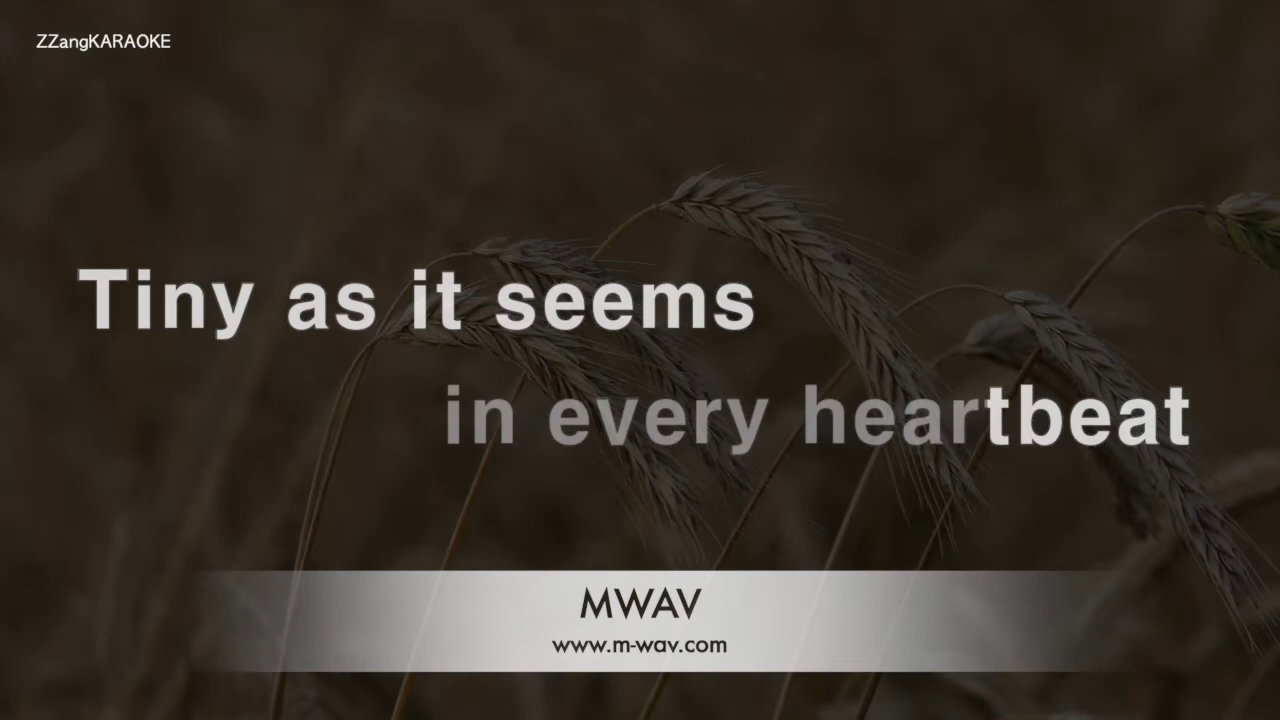 ZZangKARAOKE
Tiny as it seems
in every heartbeat
MWAV
www.m-wav.com